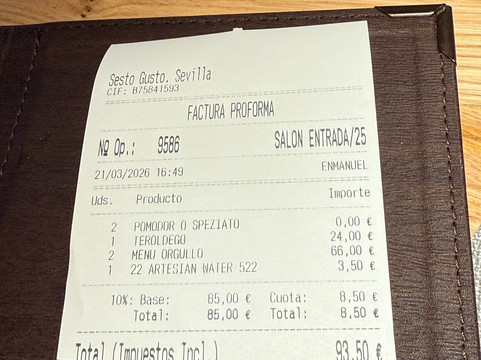 Sesto Gusto. Sevilla
CIF: B75841593
FACTURA PROFORMA
Nº Op.: 9586 SALON ENTRADA/25
21/03/2026 16:49 ENMANUEL
Uds. Producto Importe
2 POMODOR O SPEZIATO 0,00 €
1 TEROLDEGO 24,00 €
2 MENU ORGULLO 66,00 €
1 22 ARTESIAN WATER 522 3,50 €
10%: Base: 85,00 € Cuota: 8,50 €
Total: 85,00 € Total: 8,50 €
Total (Impuestos Incl.) 93,50 €